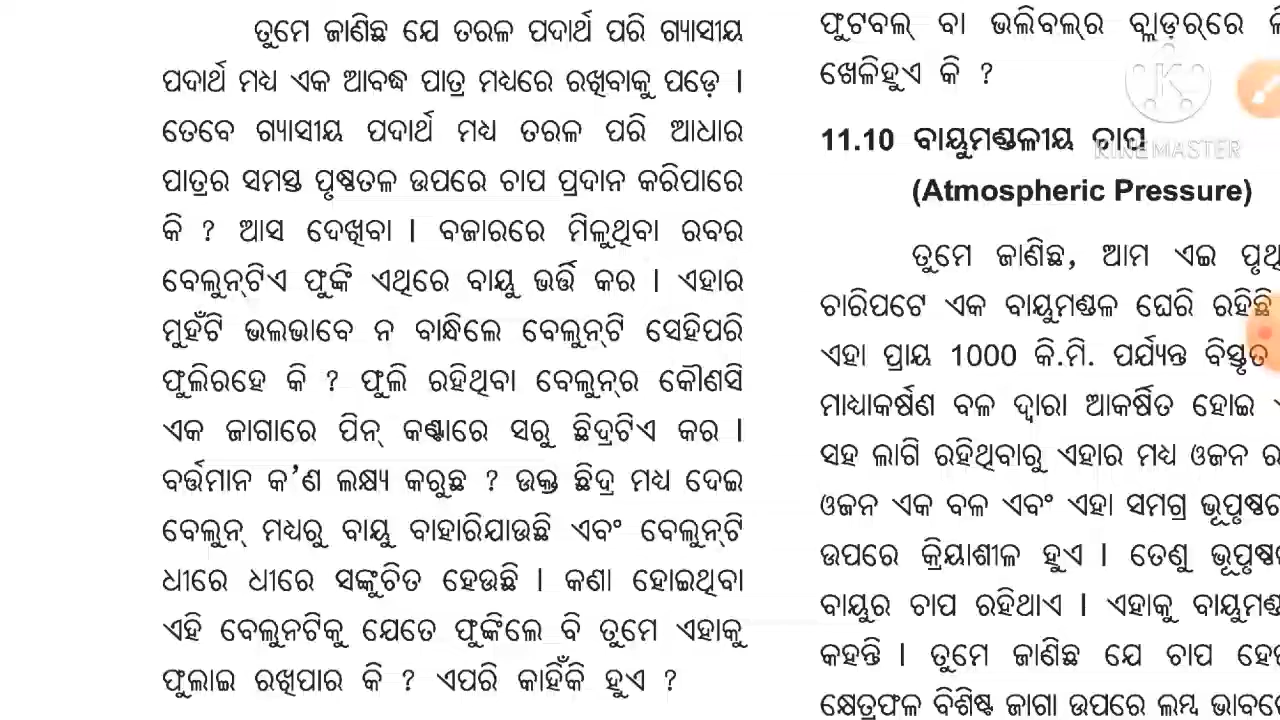 ତୁମେ ଜାଣିଛ ଯେ ତରଳ ପଦାର୍ଥ ପରି ଗ୍ୟାସୀୟ
ପଦାର୍ଥ ମଧ୍ୟ ଏକ ଆବଦ୍ଧ ପାତ୍ର ମଧ୍ୟରେ ରଖିବାକୁ ପଡ଼େ ।
ତେବେ ଗ୍ୟାସୀୟ ପଦାର୍ଥ ମଧ୍ୟ ତରଳ ପରି ଆଧାର
ପାତ୍ରର ସମସ୍ତ ପୃଷ୍ଠତଳ ଉପରେ ଚାପ ପ୍ରଦାନ କରିପାରେ
କି ? ଆସ ଦେଖିବା । ବଜାରରେ ମିଳୁଥିବା ରବର
ବେଲୁନ୍‌ଟିଏ ଫୁଙ୍କି ଏଥିରେ ବାୟୁ ଭର୍ତ୍ତି କର । ଏହାର
ମୁହଁଟି ଭଲଭାବେ ନ ବାନ୍ଧିଲେ ବେଲୁନ୍‌ଟି ସେହିପରି
ଫୁଲିରହେ କି ? ଫୁଲି ରହିଥିବା ବେଲୁନ୍‌ର କୌଣସି
ଏକ ଜାଗାରେ ପିନ୍ କଣ୍ଟାରେ ସରୁ ଛିଦ୍ରଟିଏ କର ।
ବର୍ତ୍ତମାନ କ’ଣ ଲକ୍ଷ୍ୟ କରୁଛ ? ଉକ୍ତ ଛିଦ୍ର ମଧ୍ୟ ଦେଇ
ବେଲୁନ୍ ମଧ୍ୟରୁ ବାୟୁ ବାହାରିଯାଉଛି ଏବଂ ବେଲୁନ୍‌ଟି
ଧୀରେ ଧୀରେ ସଙ୍କୁଚିତ ହେଉଛି । କଣା ହୋଇଥିବା
ଏହି ବେଲୁନଟିକୁ ଯେତେ ଫୁଙ୍କିଲେ ବି ତୁମେ ଏହାକୁ
ଫୁଲାଇ ରଖିପାର କି ? ଏପରି କାହିଁକି ହୁଏ ?
ଫୁଟବଲ୍ ବା ଭଲିବଲ୍‌ର ବ୍ଲାଡ଼ର୍‌ରେ
ଖେଳିହୁଏ କି ?
11.10 ବାୟୁମଣ୍ଡଳୀୟ ଚାପ
KINEMASTER
(Atmospheric Pressure)
ତୁମେ ଜାଣିଛ, ଆମ ଏଇ
ଚାରିପଟେ ଏକ ବାୟୁମଣ୍ଡଳ ଘେରି ରହିଛି
ଏହା ପ୍ରାୟ 1000 କି.ମି. ପର୍ଯ୍ୟନ୍ତ ବିସ୍ତୃତ
ମାଧ୍ୟାକର୍ଷଣ ବଳ ଦ୍ୱାରା ଆକର୍ଷିତ ହୋଇ
ସହ ଲାଗି ରହିଥିବାରୁ ଏହାର ମଧ୍ୟ ଓଜନ
ଓଜନ ଏକ ବଳ ଏବଂ ଏହା ସମଗ୍ର
ଉପରେ କ୍ରିୟାଶୀଳ ହୁଏ । ତେଣୁ
ବାୟୁର ଚାପ ରହିଥାଏ । ଏହାକୁ
କହନ୍ତି । ତୁମେ ଜାଣିଛ ଯେ ଚାପ
କ୍ଷେତ୍ରଫଳ ବିଶିଷ୍ଟ ଜାଗା ଉପରେ ଲମ୍ବ